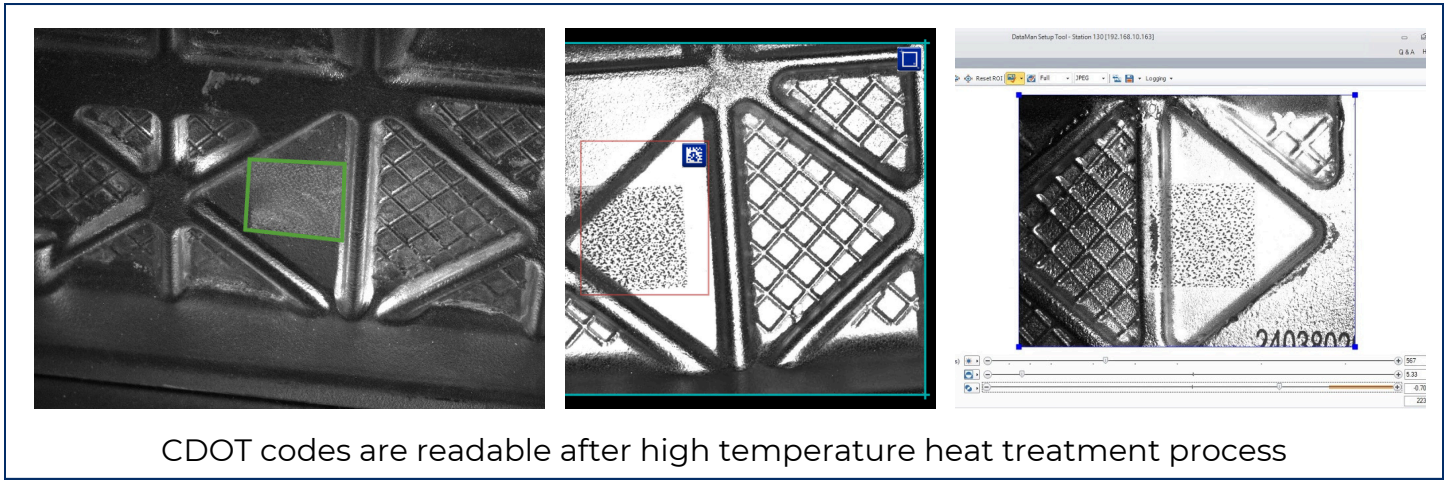 DataMan Setup Tool - Station 130 [192.168.10.163]
Q & A
Reset ROI
Full
JPEG
Logging
567
5.33
-0.70
223
CDOT codes are readable after high temperature heat treatment process